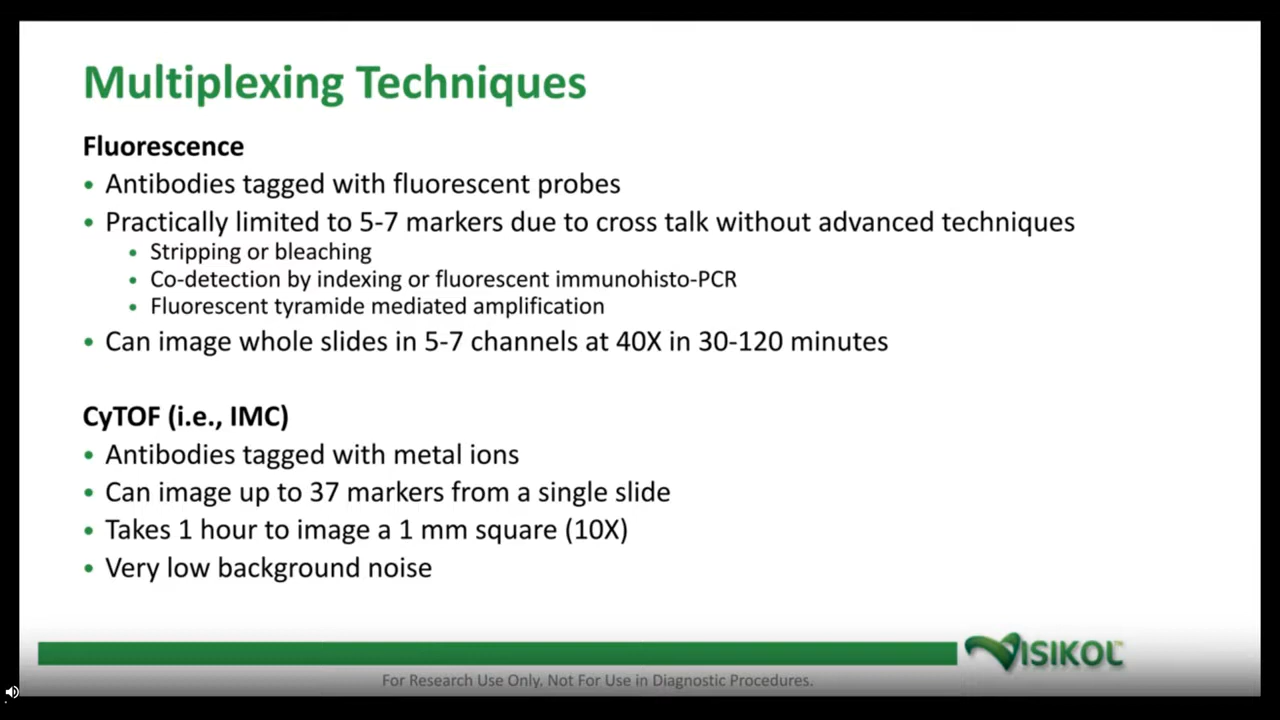 Multiplexing Techniques
Fluorescence
• Antibodies tagged with fluorescent probes
• Practically limited to 5-7 markers due to cross talk without advanced techniques
• Stripping or bleaching
• Co-detection by indexing or fluorescent immunohisto-PCR
• Fluorescent tyramide mediated amplification
• Can image whole slides in 5-7 channels at 40X in 30-120 minutes
CyTOF (i.e., IMC)
• Antibodies tagged with metal ions
• Can image up to 37 markers from a single slide
• Takes 1 hour to image a 1 mm square (10X)
• Very low background noise
VISIKOL™
For Research Use Only. Not For Use in Diagnostic Procedures.